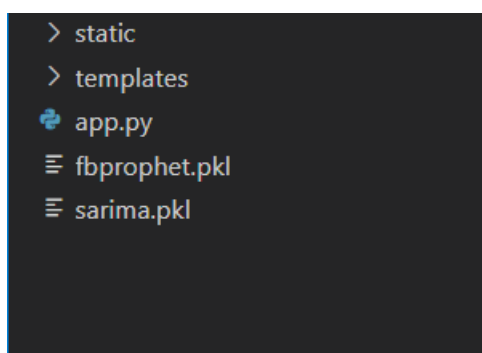 static
templates
app.py
fbprophet.pkl
sarima.pkl